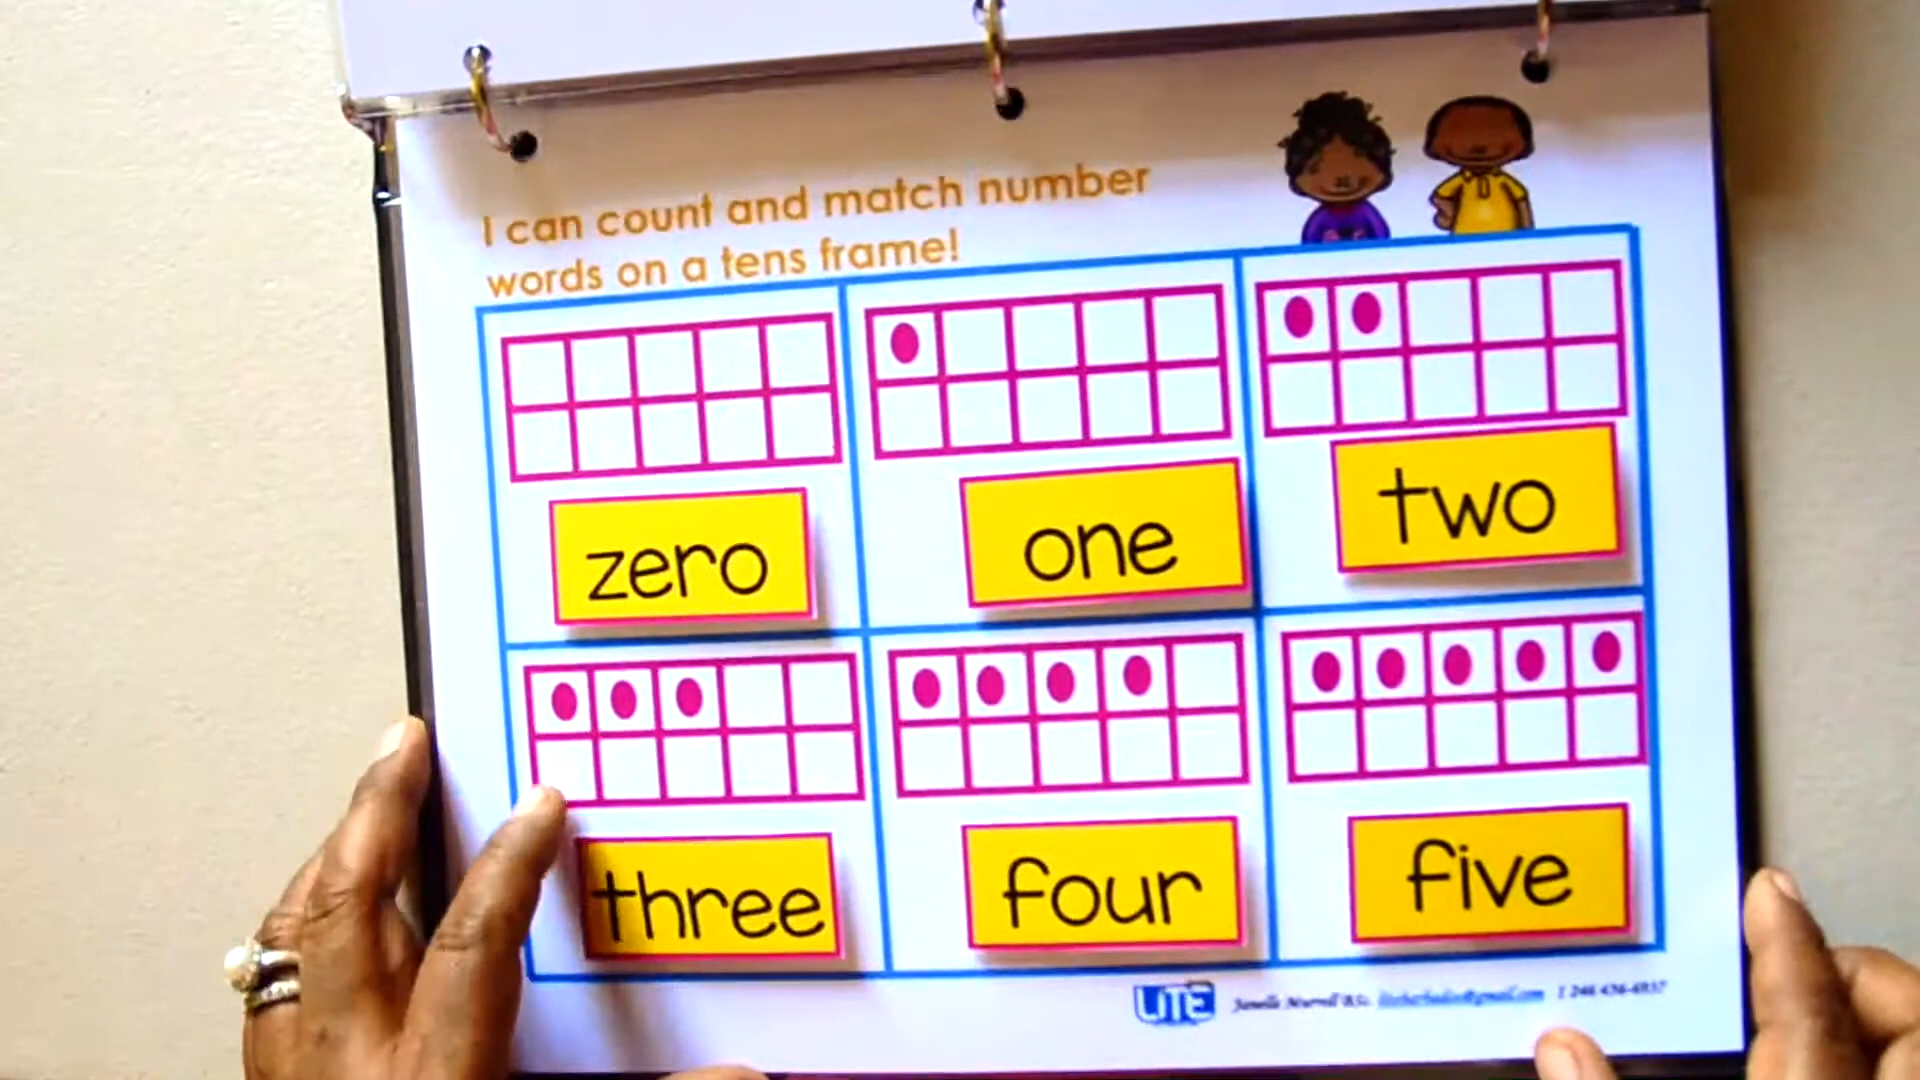 I can count and match number
words on a tens frame!
zero
one
two
three
four
five
LITE